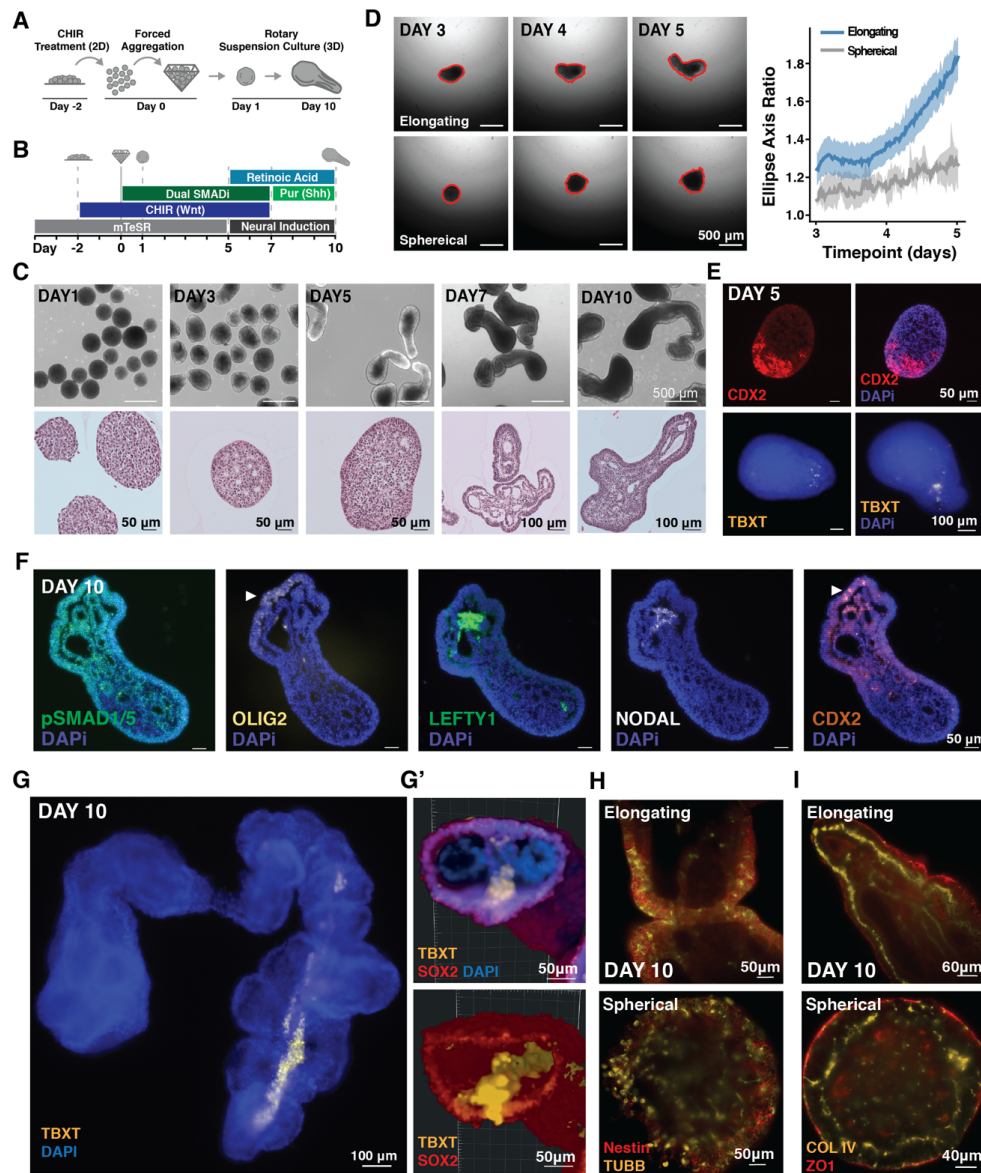 A
CHIR
Treatment (2D)
Forced
Aggregation
Rotary
Suspension Culture (3D)
Day -2
Day 0
Day 1
Day 10
B
Retinoic Acid
Dual SMADi
Pur (Shh)
CHIR (Wnt)
mTeSR
Neural Induction
Day -2 0 1 5 7 10
C
DAY1
DAY3
DAY5
DAY7
DAY10
500 µm
50 µm
50 µm
50 µm
100 µm
100 µm
D
DAY 3
DAY 4
DAY 5
Elongating
Sphereical
500 µm
Elongating
Sphereical
Ellipse Axis Ratio
1.8
1.6
1.4
1.2
1.0
3 4 5
Timepoint (days)
E
DAY 5
CDX2
CDX2
DAPi
50 µm
TBXT
TBXT
DAPi
100 µm
F
DAY 10
pSMAD1/5
DAPi
OLIG2
DAPi
LEFTY1
DAPi
NODAL
DAPi
CDX2
DAPi
50 µm
G
DAY 10
TBXT
DAPI
100 µm
G'
TBXT
SOX2 DAPI
50µm
TBXT
SOX2
50µm
H
Elongating
DAY 10
50µm
Spherical
Nestin
TUBB
50µm
I
Elongating
DAY 10
60µm
Spherical
COL IV
ZO1
40µm